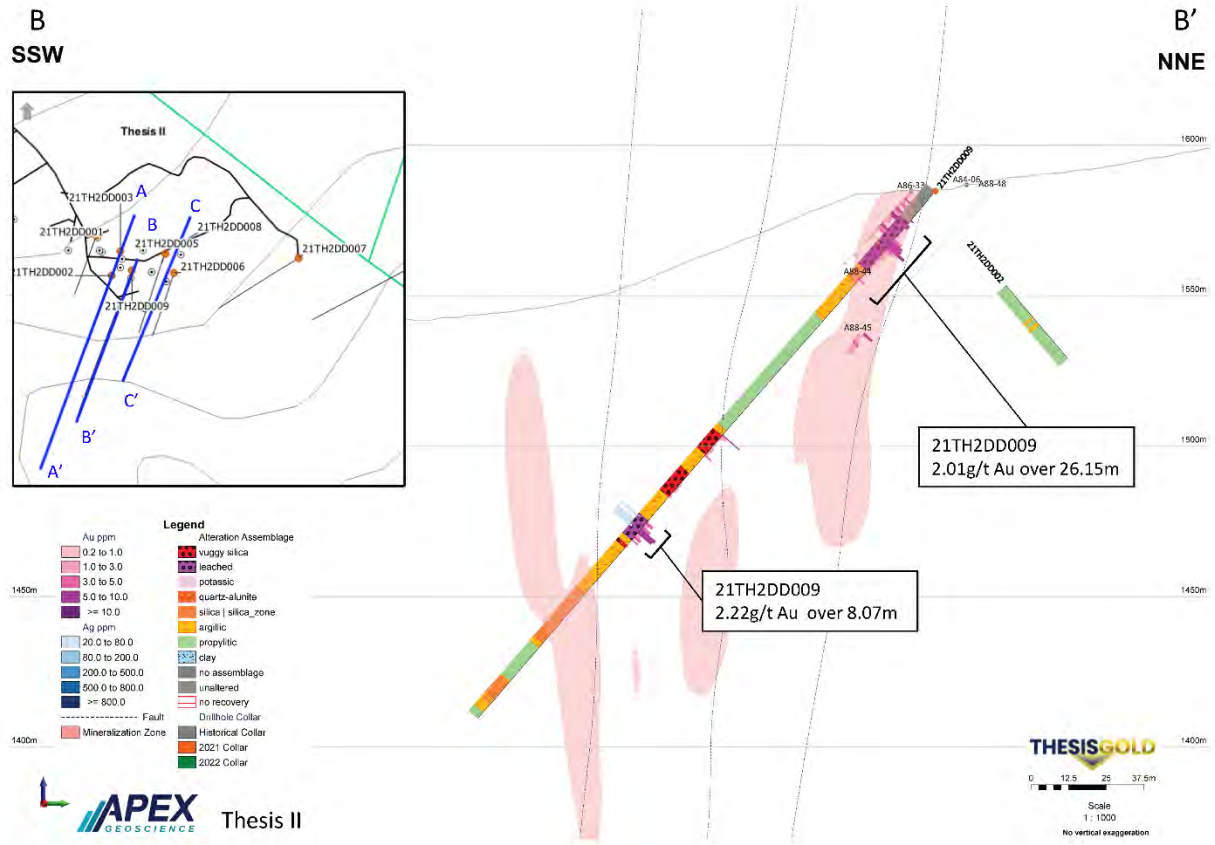 B
SSW
B'
NNE
Thesis II
21TH2DD003
A
B
C
21TH2DD008
21TH2DD001
21TH2DD005
21TH2DD007
21TH2DD002
21TH2DD006
21TH2DD009
C'
B'
A'
1600m
21TH2DD009
A86-33
A84-06
A88-48
A88-44
21TH2DD002
1550m
1550m
A88-45
21TH2DD009
2.01g/t Au over 26.15m
1500m
1500m
21TH2DD009
2.22g/t Au over 8.07m
1450m
1450m
1400m
Legend
Au ppm
0.2 to 1.0
1.0 to 3.0
3.0 to 5.0
5.0 to 10.0
>= 10.0
Ag ppm
20.0 to 80.0
80.0 to 200.0
200.0 to 500.0
500.0 to 800.0
>= 800.0
Fault
Mineralization Zone
Alteration Assemblage
vuggy silica
leached
potassic
quartz-alunite
silica | silica_zone
argillic
propylitic
clay
no assemblage
unaltered
no recovery
Drillhole Collar
Historical Collar
2021 Collar
2022 Collar
APEX
GEOSCIENCE
Thesis II
THESISGOLD
0 12.5 25 37.5m
Scale
1 : 1000
No vertical exaggeration